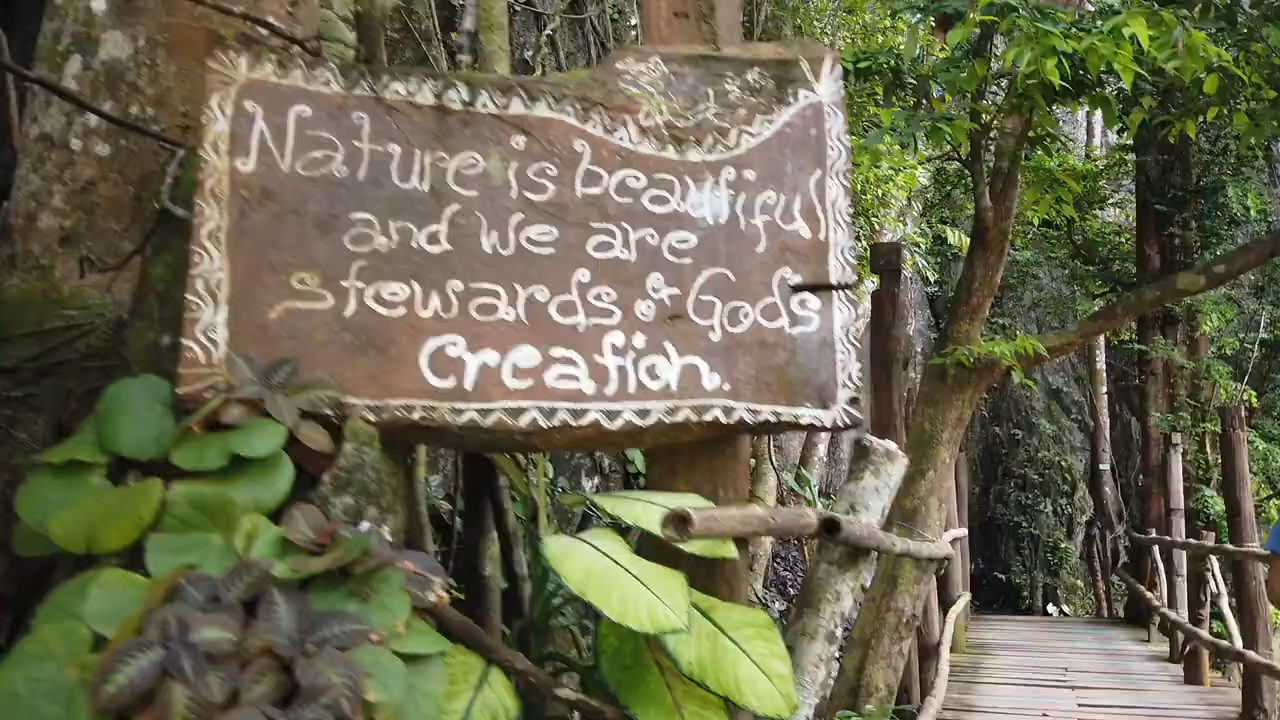 Nature is beautiful
and We are
stewards of Gods
Creation.